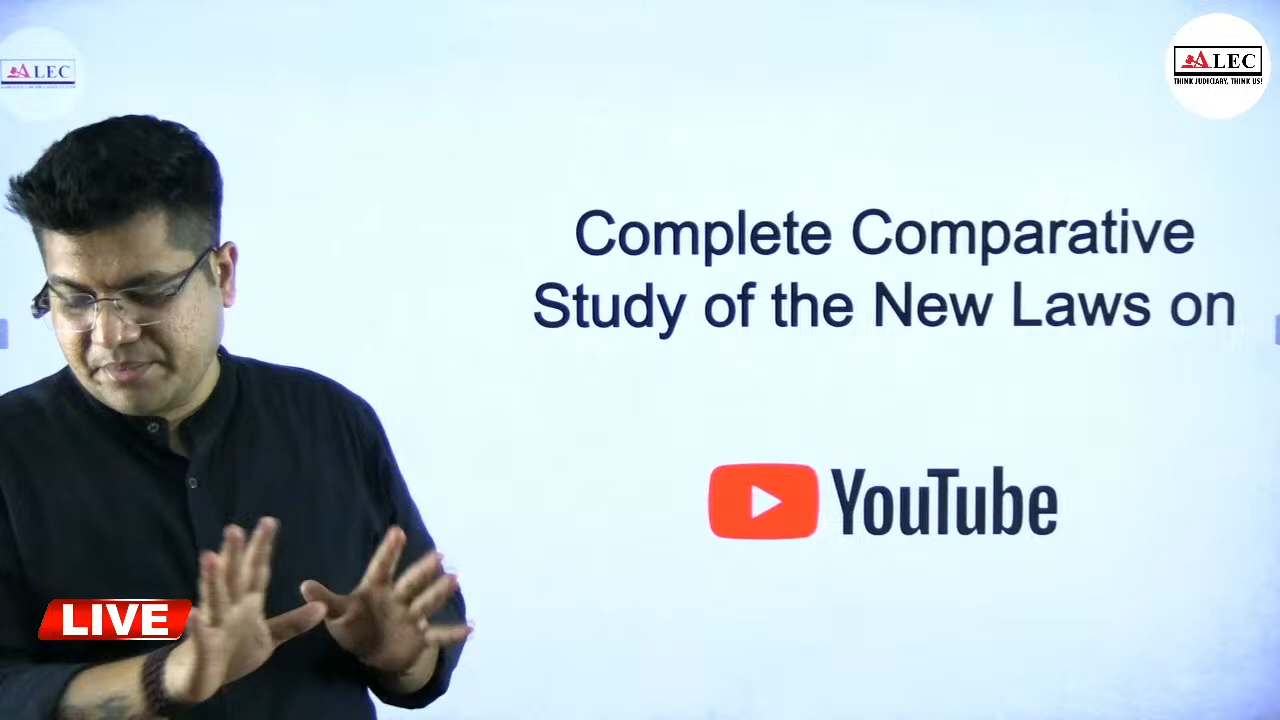 ALEC
ALEC
THINK JUDICIARY, THINK US!
Complete Comparative
Study of the New Laws on
YouTube
LIVE